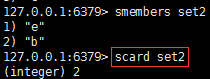 127.0.0.1:6379> smembers set2
1) "e"
2) "b"
127.0.0.1:6379> scard set2
(integer) 2